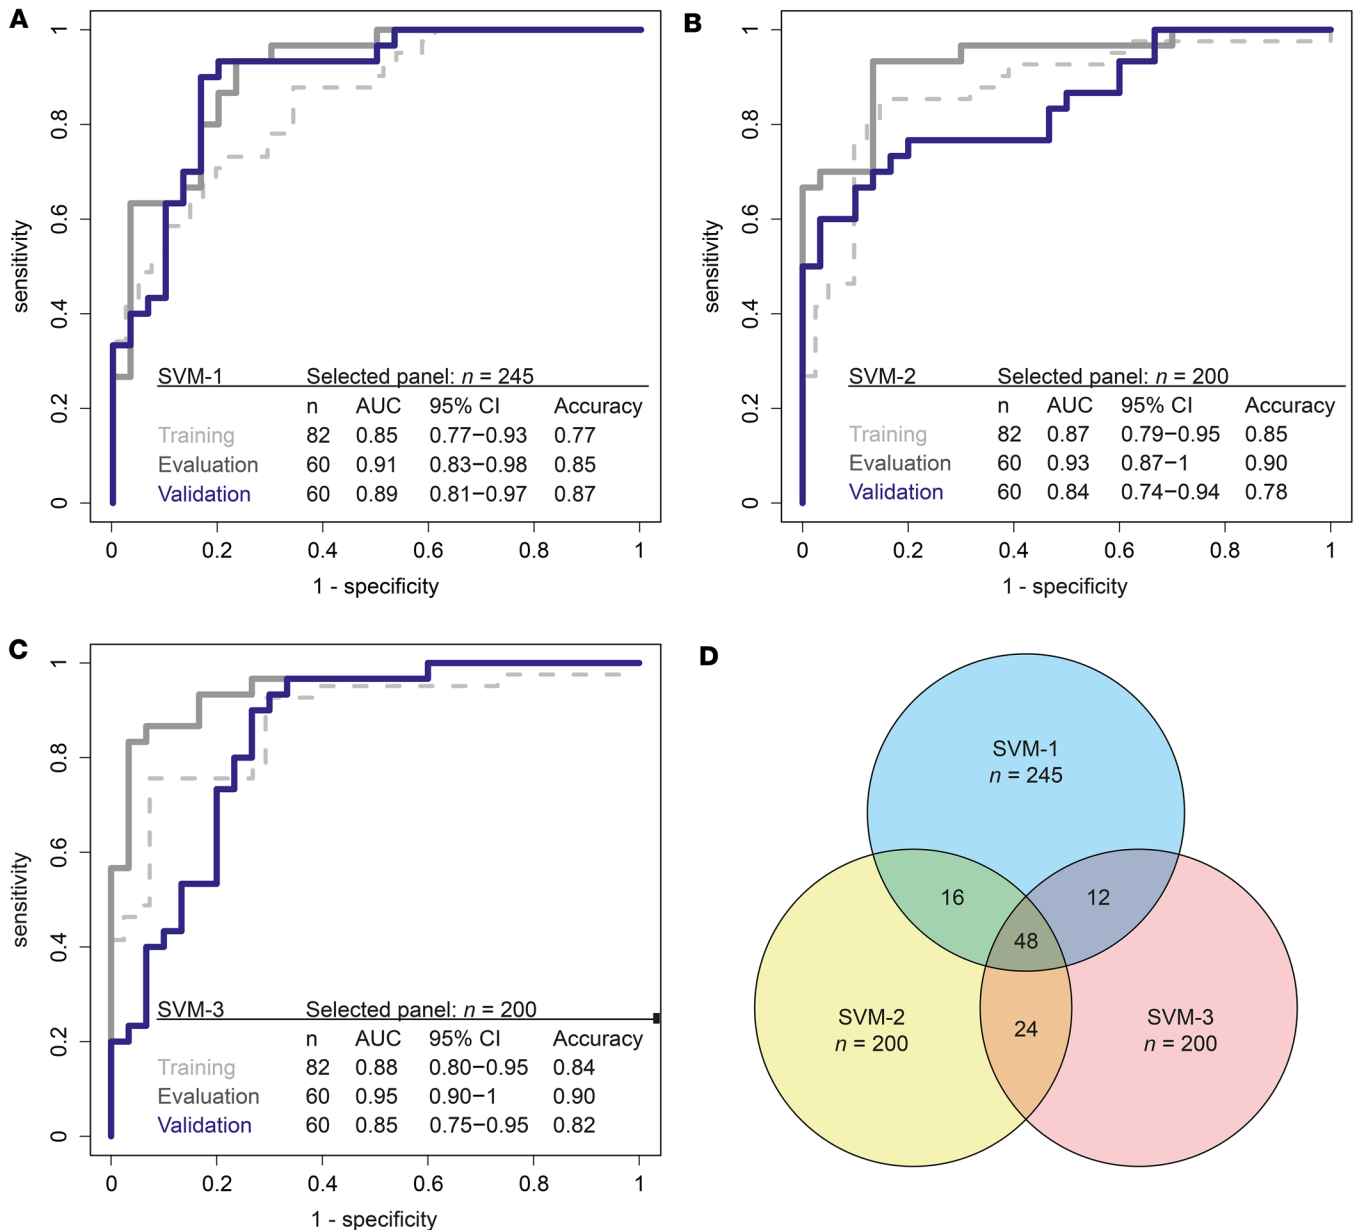 A
sensitivity
1
0.8
0.6
0.4
0.2
0
SVM-1 Selected panel: n = 245
n AUC 95% CI Accuracy
Training 82 0.85 0.77–0.93 0.77
Evaluation 60 0.91 0.83–0.98 0.85
Validation 60 0.89 0.81–0.97 0.87
0 0.2 0.4 0.6 0.8 1
1 - specificity
B
sensitivity
1
0.8
0.6
0.4
0.2
0
SVM-2 Selected panel: n = 200
n AUC 95% CI Accuracy
Training 82 0.87 0.79–0.95 0.85
Evaluation 60 0.93 0.87–1 0.90
Validation 60 0.84 0.74–0.94 0.78
0 0.2 0.4 0.6 0.8 1
1 - specificity
C
sensitivity
1
0.8
0.6
0.4
0.2
0
SVM-3 Selected panel: n = 200
n AUC 95% CI Accuracy
Training 82 0.88 0.80–0.95 0.84
Evaluation 60 0.95 0.90–1 0.90
Validation 60 0.85 0.75–0.95 0.82
0 0.2 0.4 0.6 0.8 1
1 - specificity
D
SVM-1
n = 245
16
12
48
SVM-2
n = 200
24
SVM-3
n = 200